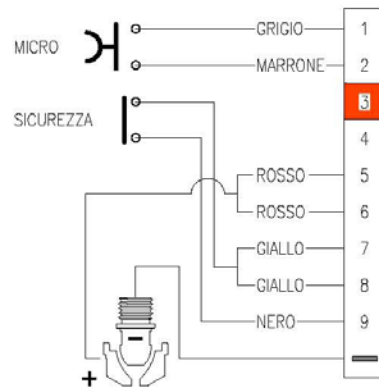 GRIGIO 1
MICRO
MARRONE 2
3
SICUREZZA
4
ROSSO 5
ROSSO 6
GIALLO 7
GIALLO 8
NERO 9
+